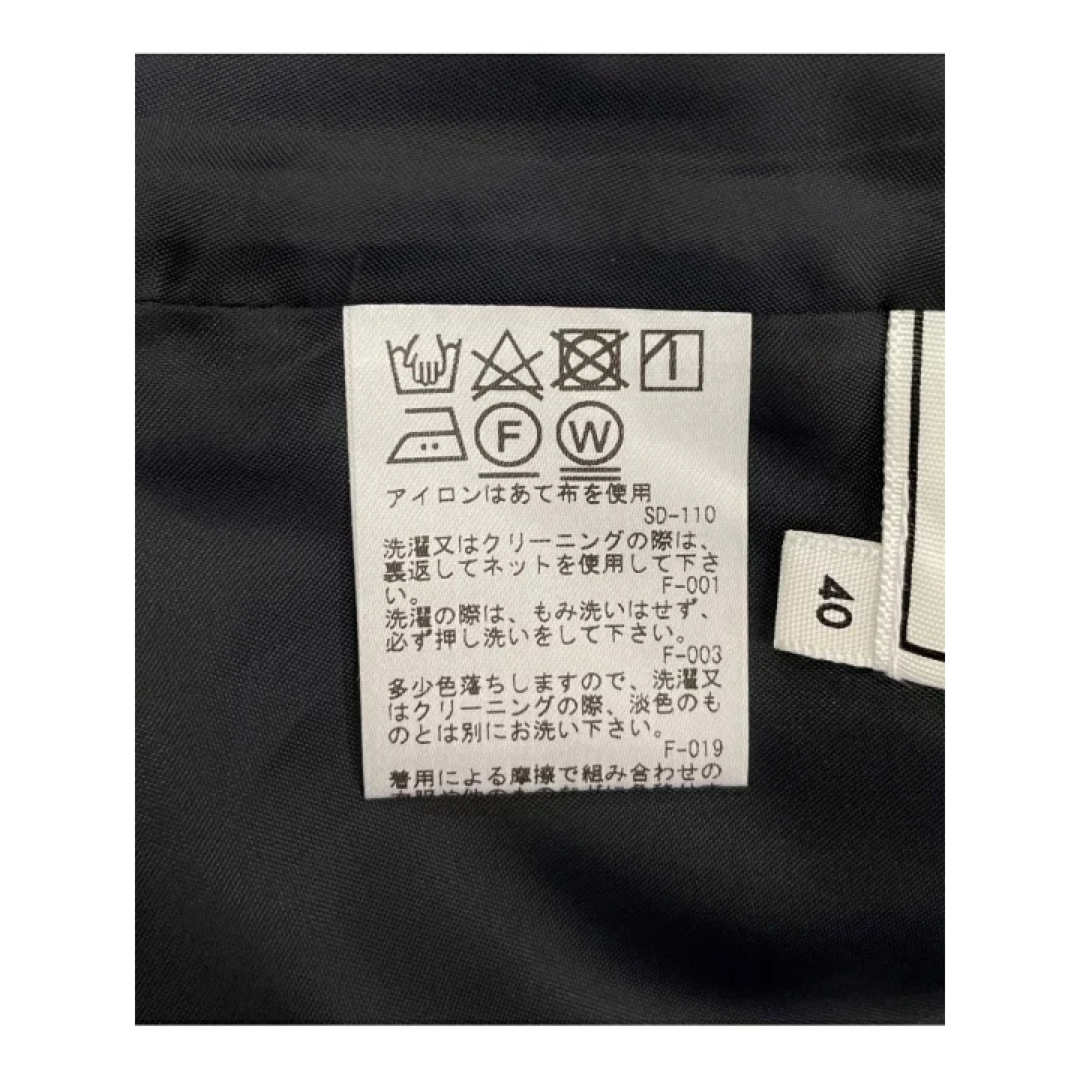 F W
アイロンはあて布を使用
SD-110
洗濯又はクリーニングの際は、
裏返してネットを使用して下さ
い。
F-001
洗濯の際は、もみ洗いはせず、
必ず押し洗いをして下さい。
F-003
多少色落ちしますので、洗濯又
はクリーニングの際、淡色のも
のとは別にお洗い下さい。
F-019
着用による摩擦で組み合わせの
40